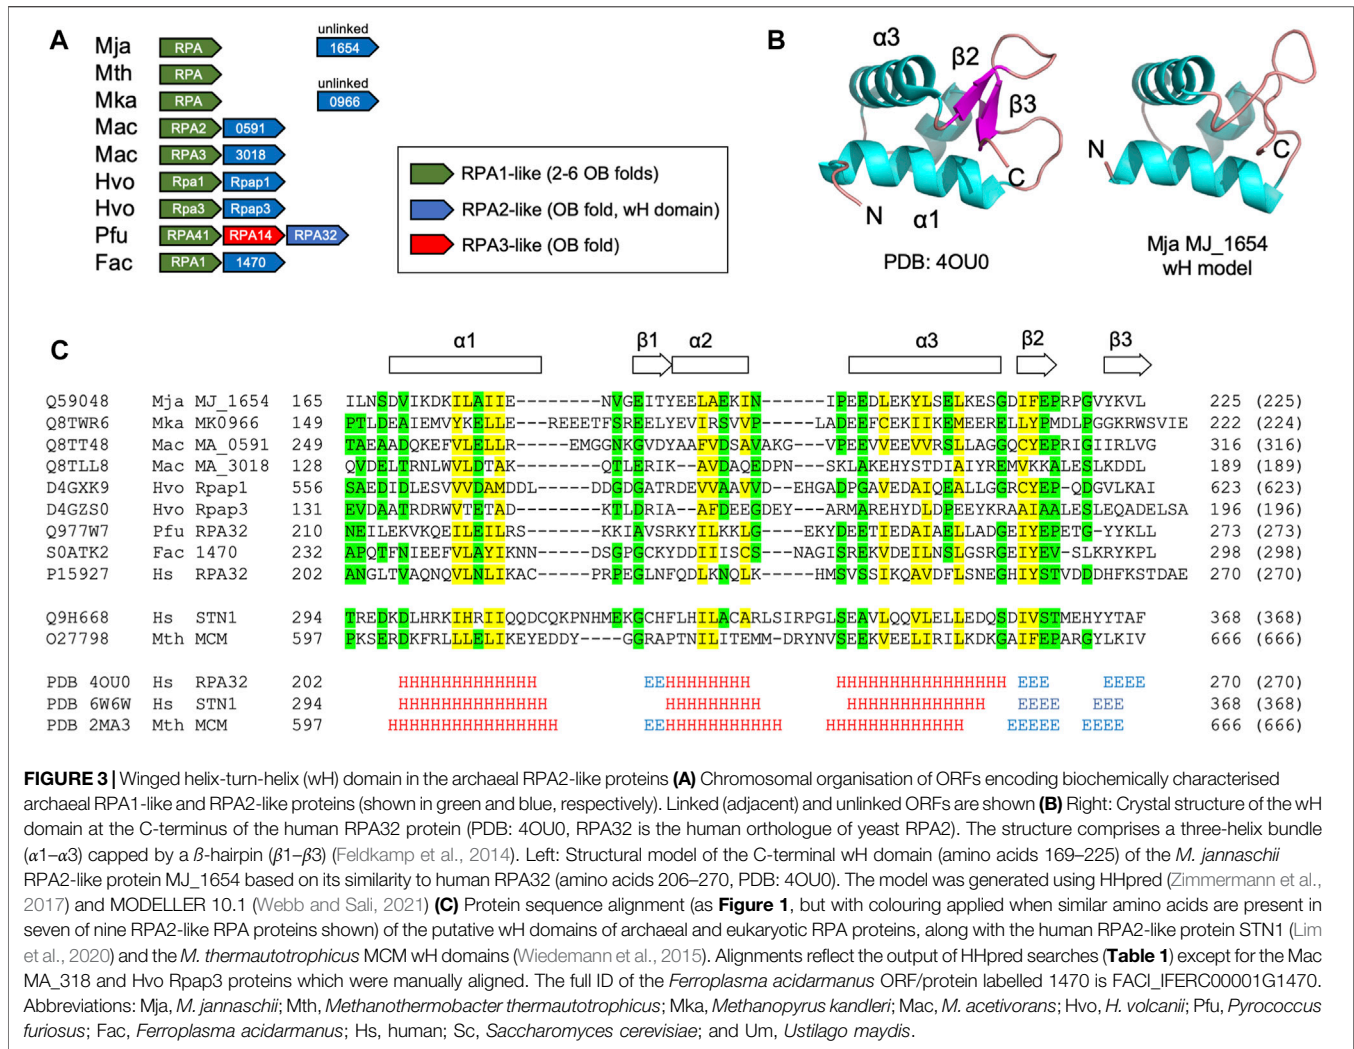 A
Mja RPA unlinked 1654
Mth RPA
Mka RPA unlinked 0966
Mac RPA2 0591
Mac RPA3 3018
Hvo Rpa1 Rpap1
Hvo Rpa3 Rpap3
Pfu RPA41 RPA14 RPA32
Fac RPA1 1470
RPA1-like (2-6 OB folds)
RPA2-like (OB fold, wH domain)
RPA3-like (OB fold)
B
α3
β2
β3
C
N
α1
PDB: 4OU0
N
C
Mja MJ_1654
wH model
C
α1 β1 α2 α3 β2 β3
Q59048 Mja MJ_1654 165 ILNSDVIKDKILAIIE--------NVGEITYEELAEKIN------IPEEDLEKYLSELKESGDIFEPRPGVYKVL 225 (225)
Q8TWR6 Mka MK0966 149 PTLDEAIEMVYKELLE---REEETFSREELYEVIRSVVP-----LADEEFCEKIIKEMEERELLYPMDLPGGKRWSVIE 222 (224)
Q8TT48 Mac MA_0591 249 TAEAADQKEFVLELLR-----EMGGNKGVDYAAFVDSAVAKG--VPEEVVEEVVRSLLAGGQCYEPRIGIIRLVG 316 (316)
Q8TLL8 Mac MA_3018 128 QVDELTRNLWVLDTAK---------QTLERIK--AVDAQEDPN---SKLAKEHYSTDIAIYREMVKKALESLKDDL 189 (189)
D4GXK9 Hvo Rpap1 556 SAEDIDLESVVVDAMDDL-----DDGDGATRDEVVAAVVD--EHGADPGAVEDAIQEALLGGRCYEP-QDGVLKAI 623 (623)
D4GZS0 Hvo Rpap3 131 EVDAATRDRWVTETAD---------KTLDRIA--AFDEEGDEY---ARMAREHYDLDPEEYKRAAIAALESLEQADELSA 196 (196)
Q977W7 Pfu RPA32 210 NEILEKVKQEILEILRS-------KKIAVSRKYILKKLG----EKYDEETIEDAIAELLADGEIYEPETG-YYKLL 273 (273)
S0ATK2 Fac 1470 232 APQTFNIEEFVLAYIKNN-----DSGPGCKYDDIIISCS---NAGISREKVDEILNSLGSRGEIYEV-SLKRYKPL 298 (298)
P15927 Hs RPA32 202 ANGLTVAQNQVLNLIKAC-----PRPEGLNFQDLKNQLK-----HMSVSSIKQAVDFLSNEGHIYSTVDDDHFKSTDAE 270 (270)
Q9H668 Hs STN1 294 TREDKDLHRKIHRIIQQDCQKPNHMEKGCHFLHILACARLSIRPGLSEAVLQQVLELLEDQSDIVSTMEHYYTAF 368 (368)
O27798 Mth MCM 597 PKSERDKFRLLLELIKEYEDDY----GGRAPTNILITEMM-DRYNVSEEKVEELIRILKDKGAIFEPARGYLKIV 666 (666)
PDB 4OU0 Hs RPA32 202 HHHHHHHHHHHHH EEHHHHHHHH HHHHHHHHHHHHHHHH EEE EEEE 270 (270)
PDB 6W6W Hs STN1 294 HHHHHHHHHHHHHH HHHHHHHHH HHHHHHHHHHHHH EEEE EEE 368 (368)
PDB 2MA3 Mth MCM 597 HHHHHHHHHHHHHHHH EEHHHHHHHHHHH HHHHHHHHHHHHH EEEEE EEEE 666 (666)
FIGURE 3 | Winged helix-turn-helix (wH) domain in the archaeal RPA2-like proteins (A) Chromosomal organisation of ORFs encoding biochemically characterised
archaeal RPA1-like and RPA2-like proteins (shown in green and blue, respectively). Linked (adjacent) and unlinked ORFs are shown (B) Right: Crystal structure of the wH
domain at the C-terminus of the human RPA32 protein (PDB: 4OU0, RPA32 is the human orthologue of yeast RPA2). The structure comprises a three-helix bundle
(α1–α3) capped by a ß-hairpin (β1–β3) (Feldkamp et al., 2014). Left: Structural model of the C-terminal wH domain (amino acids 169–225) of the M. jannaschii
RPA2-like protein MJ_1654 based on its similarity to human RPA32 (amino acids 206–270, PDB: 4OU0). The model was generated using HHpred (Zimmermann et al.,
2017) and MODELLER 10.1 (Webb and Sali, 2021) (C) Protein sequence alignment (as Figure 1, but with colouring applied when similar amino acids are present in
seven of nine RPA2-like RPA proteins shown) of the putative wH domains of archaeal and eukaryotic RPA proteins, along with the human RPA2-like protein STN1 (Lim
et al., 2020) and the M. thermautotrophicus MCM wH domains (Wiedemann et al., 2015). Alignments reflect the output of HHpred searches (Table 1) except for the Mac
MA_318 and Hvo Rpap3 proteins which were manually aligned. The full ID of the Ferroplasma acidarmanus ORF/protein labelled 1470 is FACI_IFERC00001G1470.
Abbreviations: Mja, M. jannaschii; Mth, Methanothermobacter thermautotrophicus; Mka, Methanopyrus kandleri; Mac, M. acetivorans; Hvo, H. volcanii; Pfu, Pyrococcus
furiosus; Fac, Ferroplasma acidarmanus; Hs, human; Sc, Saccharomyces cerevisiae; and Um, Ustilago maydis.